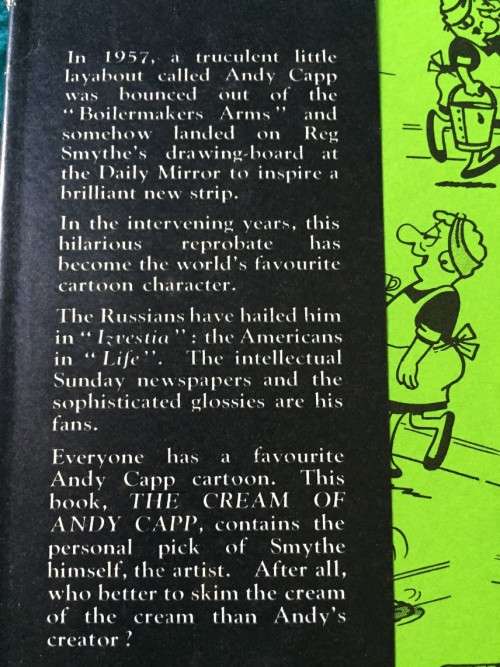 In 1957, a truculent little
layabout called Andy Capp
was bounced out of the
"Boilermakers Arms" and
somehow landed on Reg
Smythe's drawing-board at
the Daily Mirror to inspire a
brilliant new strip.
In the intervening years, this
hilarious reprobate has
become the world's favourite
cartoon character.
The Russians have hailed him
in "Izvestia": the Americans
in "Life". The intellectual
Sunday newspapers and the
sophisticated glossies are his
fans.
Everyone has a favourite
Andy Capp cartoon. This
book, THE CREAM OF
ANDY CAPP, contains the
personal pick of Smythe
himself, the artist. After all,
who better to skim the cream
of the cream than Andy's
creator?